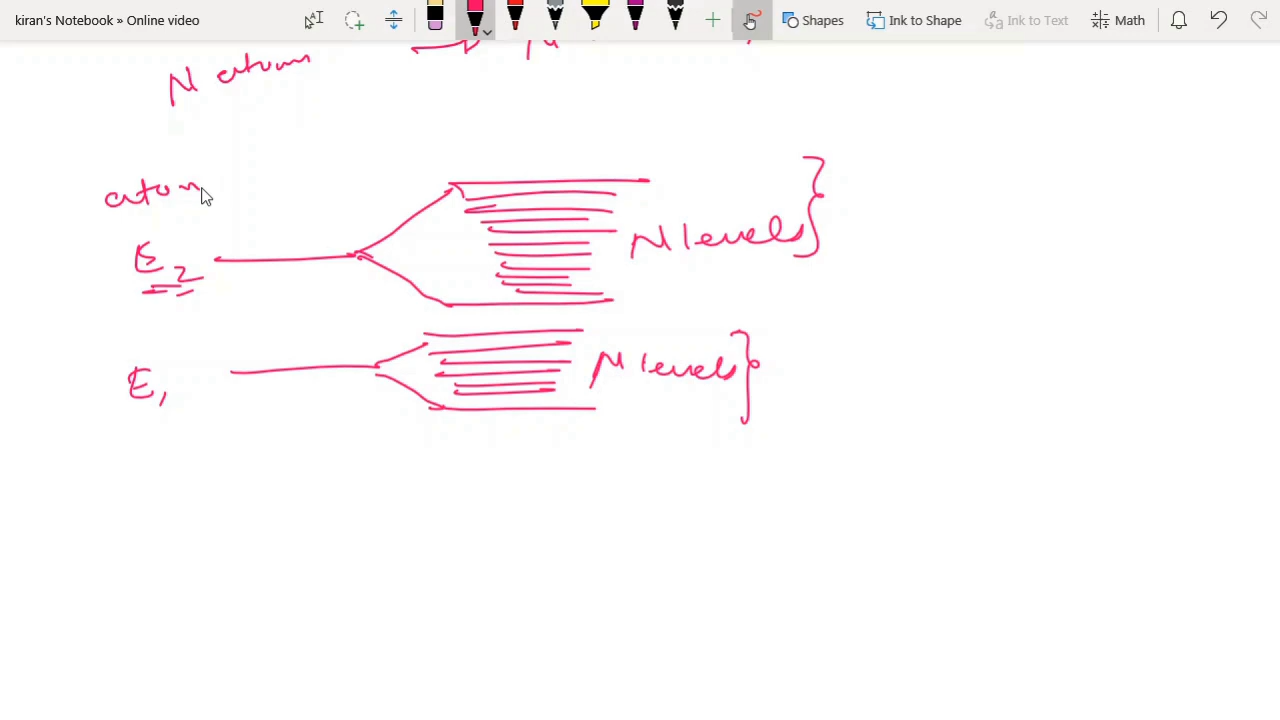 kiran's Notebook » Online video
Shapes
Ink to Shape
Ink to Text
Math
N atoms
atom
E2
N levels
E1
N levels